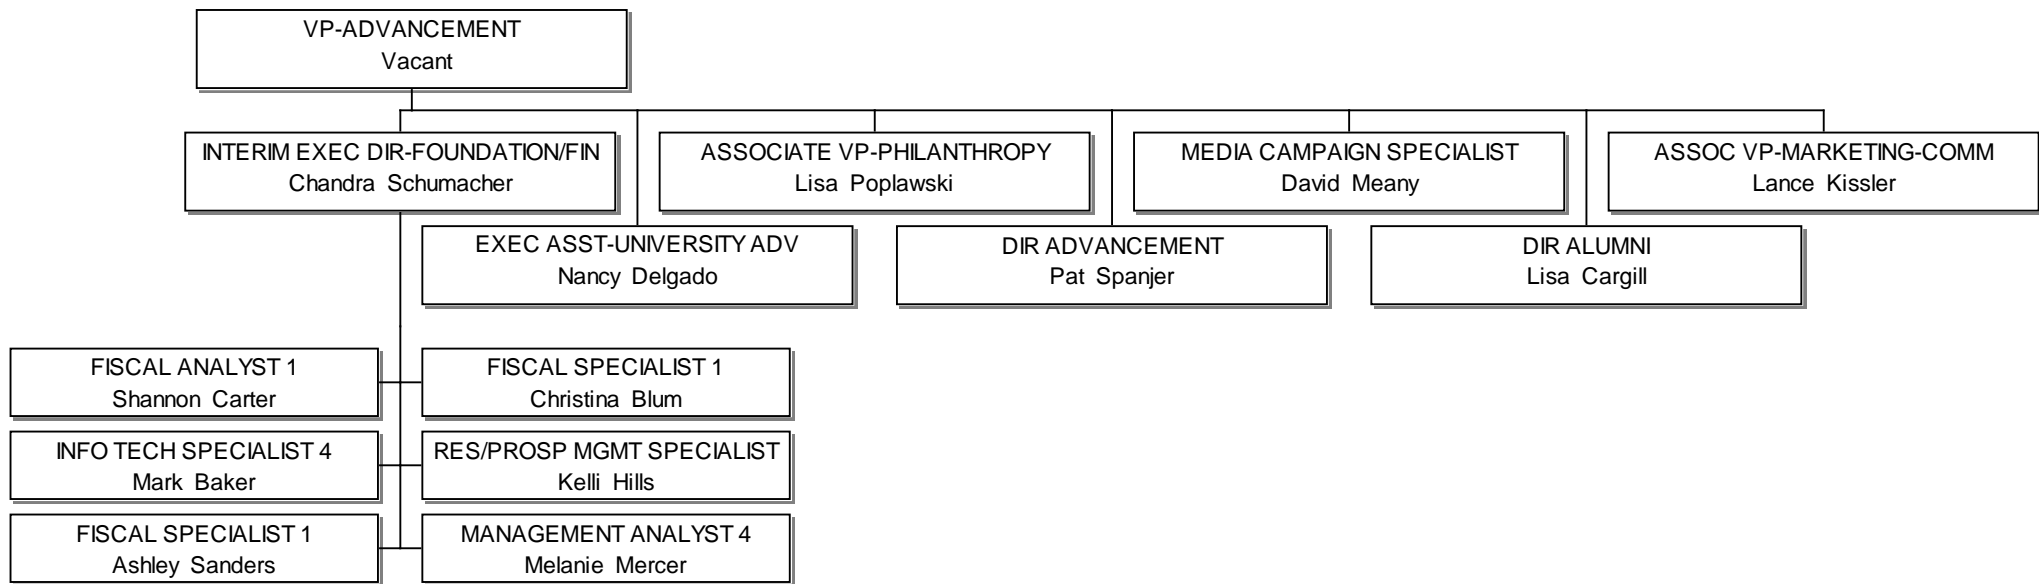 VP-ADVANCEMENT
Vacant
INTERIM EXEC DIR-FOUNDATION/FIN
Chandra Schumacher
ASSOCIATE VP-PHILANTHROPY
Lisa Poplawski
MEDIA CAMPAIGN SPECIALIST
David Meany
ASSOC VP-MARKETING-COMM
Lance Kissler
EXEC ASST-UNIVERSITY ADV
Nancy Delgado
DIR ADVANCEMENT
Pat Spanjer
DIR ALUMNI
Lisa Cargill
FISCAL ANALYST 1
Shannon Carter
FISCAL SPECIALIST 1
Christina Blum
INFO TECH SPECIALIST 4
Mark Baker
RES/PROSP MGMT SPECIALIST
Kelli Hills
FISCAL SPECIALIST 1
Ashley Sanders
MANAGEMENT ANALYST 4
Melanie Mercer